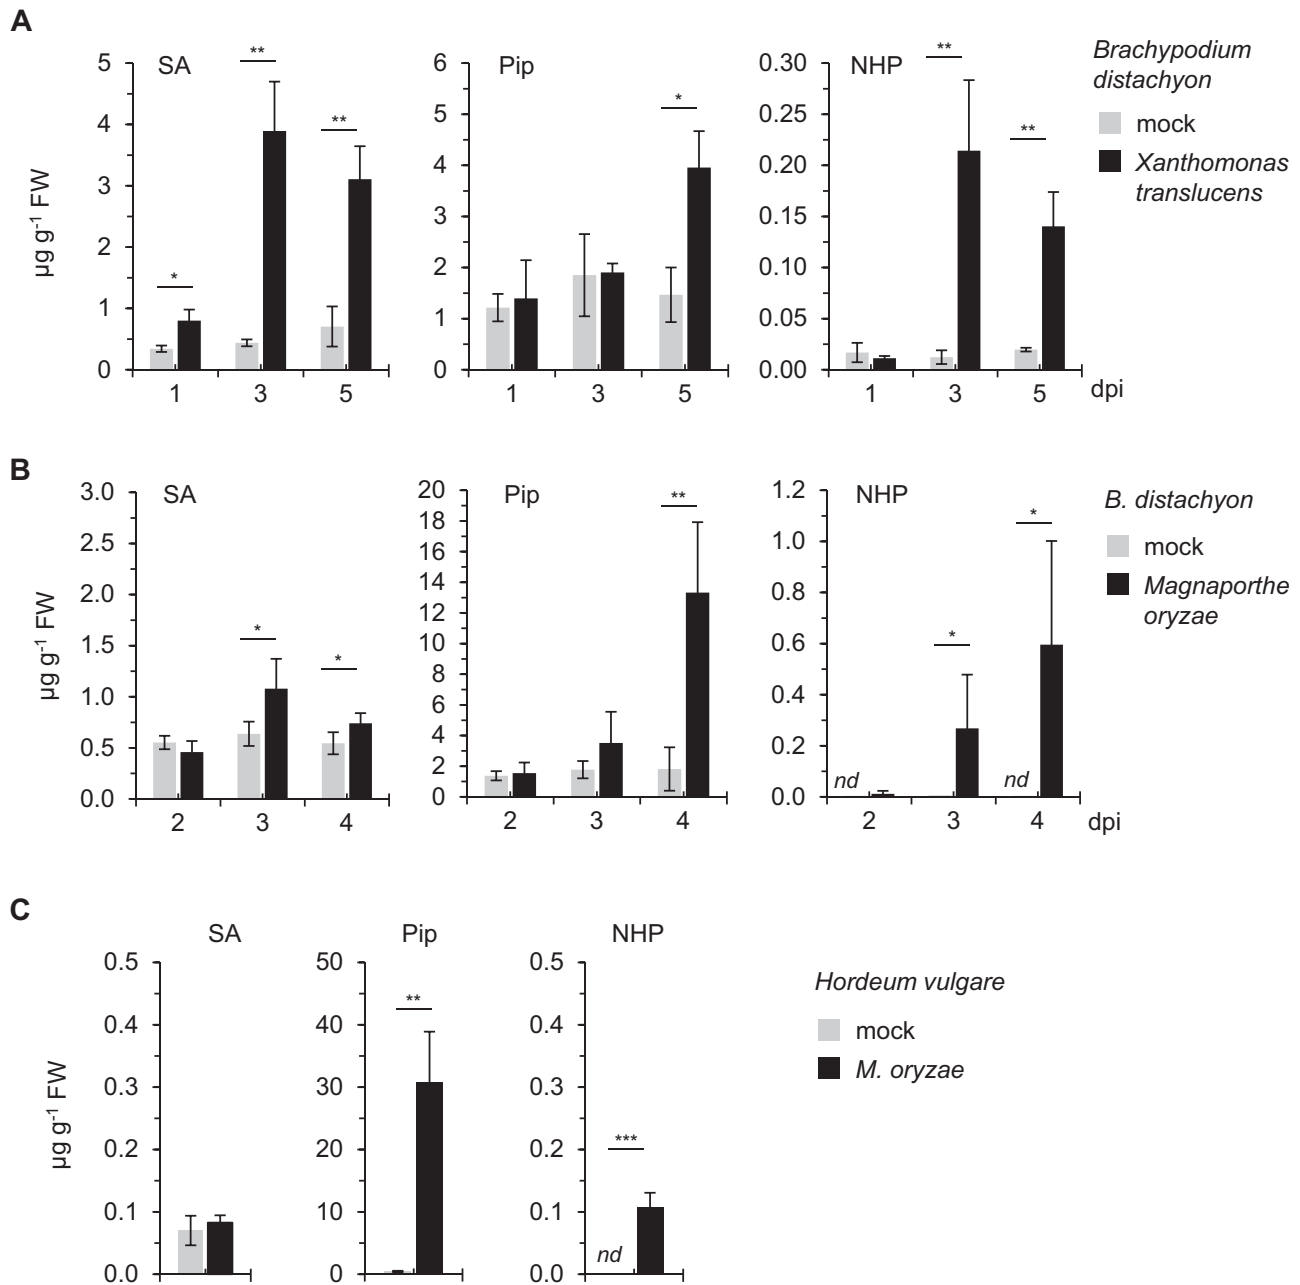 A
SA
Pip
NHP
Brachypodium
distachyon
mock
Xanthomonas
translucens
µg g-1 FW
5
4
3
2
1
0
*
**
**
1 3 5
6
5
4
3
2
1
0
*
1 3 5
0.30
0.25
0.20
0.15
0.10
0.05
0.00
**
**
1 3 5 dpi
B
SA
Pip
NHP
B. distachyon
mock
Magnaporthe
oryzae
µg g-1 FW
3.0
2.5
2.0
1.5
1.0
0.5
0.0
*
*
2 3 4
20
18
16
14
12
10
8
6
4
2
0
**
2 3 4
1.2
1.0
0.8
0.6
0.4
0.2
0.0
nd
*
nd
*
2 3 4 dpi
C
SA
Pip
NHP
Hordeum vulgare
mock
M. oryzae
µg g-1 FW
0.5
0.4
0.3
0.2
0.1
0.0
50
40
30
20
10
0
**
0.5
0.4
0.3
0.2
0.1
0.0
nd
***